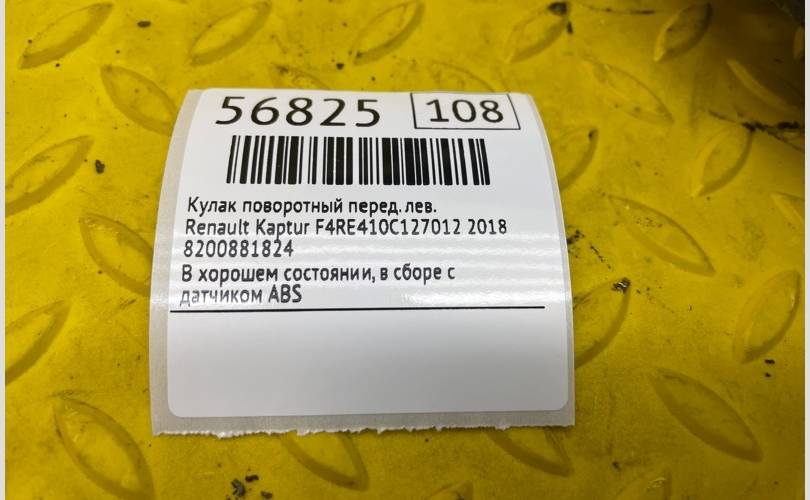 56825 108
Кулак поворотный перед. лев.
Renault Kaptur F4RE410C127012 2018
8200881824
В хорошем состоянии, в сборе с
датчиком ABS